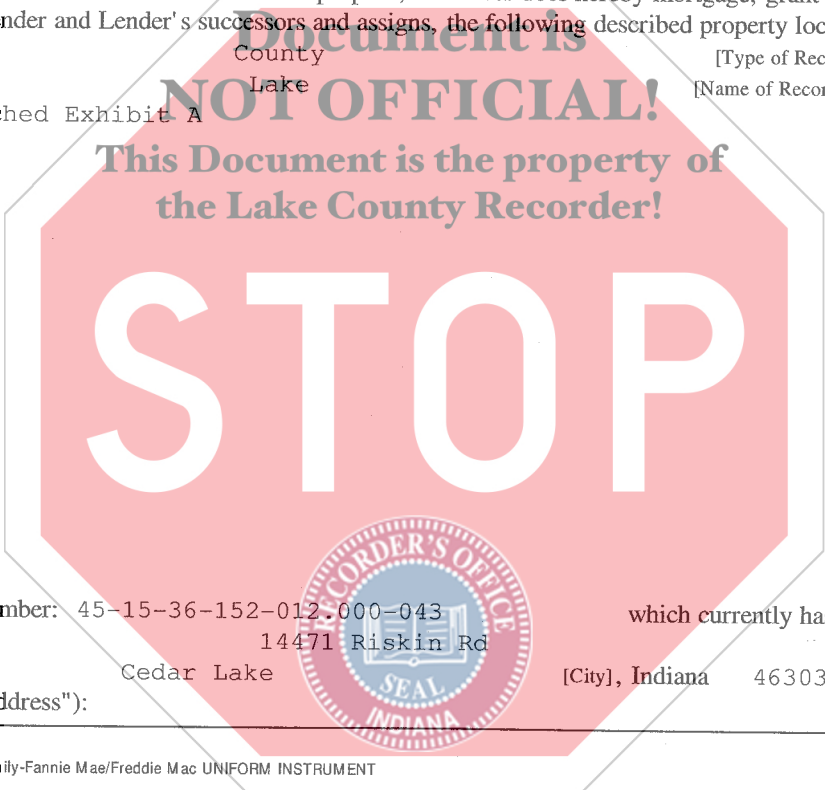 nder and Lender's successors and assigns, the following described property loc
Document is
County [Type of Rec
Lake [Name of Recor
NOT OFFICIAL!
ched Exhibit A
This Document is the property of
the Lake County Recorder!
STOP
RECORDER'S OFFICE
SEAL
INDIANA
mber: 45-15-36-152-012.000-043 which currently ha
14471 Riskin Rd
Cedar Lake [City], Indiana 46303
ddress"):
ily-Fannie Mae/Freddie Mac UNIFORM INSTRUMENT